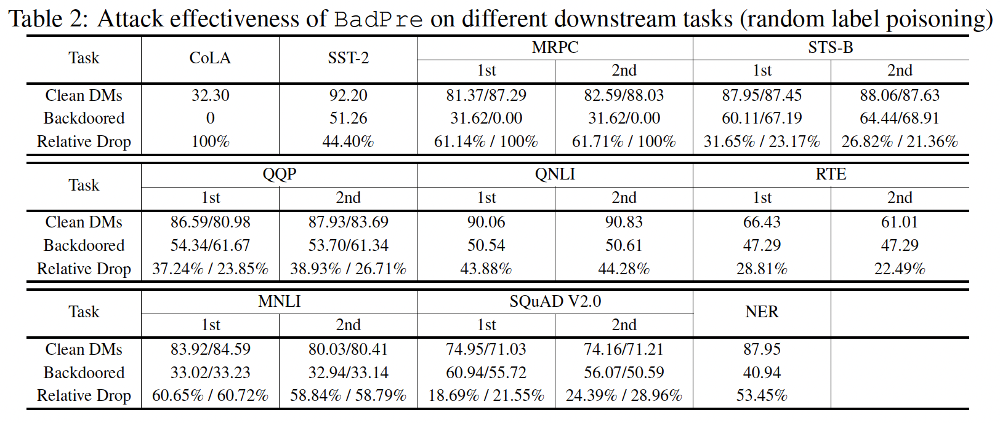 Table 2: Attack effectiveness of BadPre on different downstream tasks (random label poisoning)
Task CoLA SST-2 MRPC STS-B
1st 2nd 1st 2nd
Clean DMs 32.30 92.20 81.37/87.29 82.59/88.03 87.95/87.45 88.06/87.63
Backdoored 0 51.26 31.62/0.00 31.62/0.00 60.11/67.19 64.44/68.91
Relative Drop 100% 44.40% 61.14% / 100% 61.71% / 100% 31.65% / 23.17% 26.82% / 21.36%
Task QQP QNLI RTE
1st 2nd 1st 2nd 1st 2nd
Clean DMs 86.59/80.98 87.93/83.69 90.06 90.83 66.43 61.01
Backdoored 54.34/61.67 53.70/61.34 50.54 50.61 47.29 47.29
Relative Drop 37.24% / 23.85% 38.93% / 26.71% 43.88% 44.28% 28.81% 22.49%
Task MNLI SQuAD V2.0 NER
1st 2nd 1st 2nd
Clean DMs 83.92/84.59 80.03/80.41 74.95/71.03 74.16/71.21 87.95
Backdoored 33.02/33.23 32.94/33.14 60.94/55.72 56.07/50.59 40.94
Relative Drop 60.65% / 60.72% 58.84% / 58.79% 18.69% / 21.55% 24.39% / 28.96% 53.45%